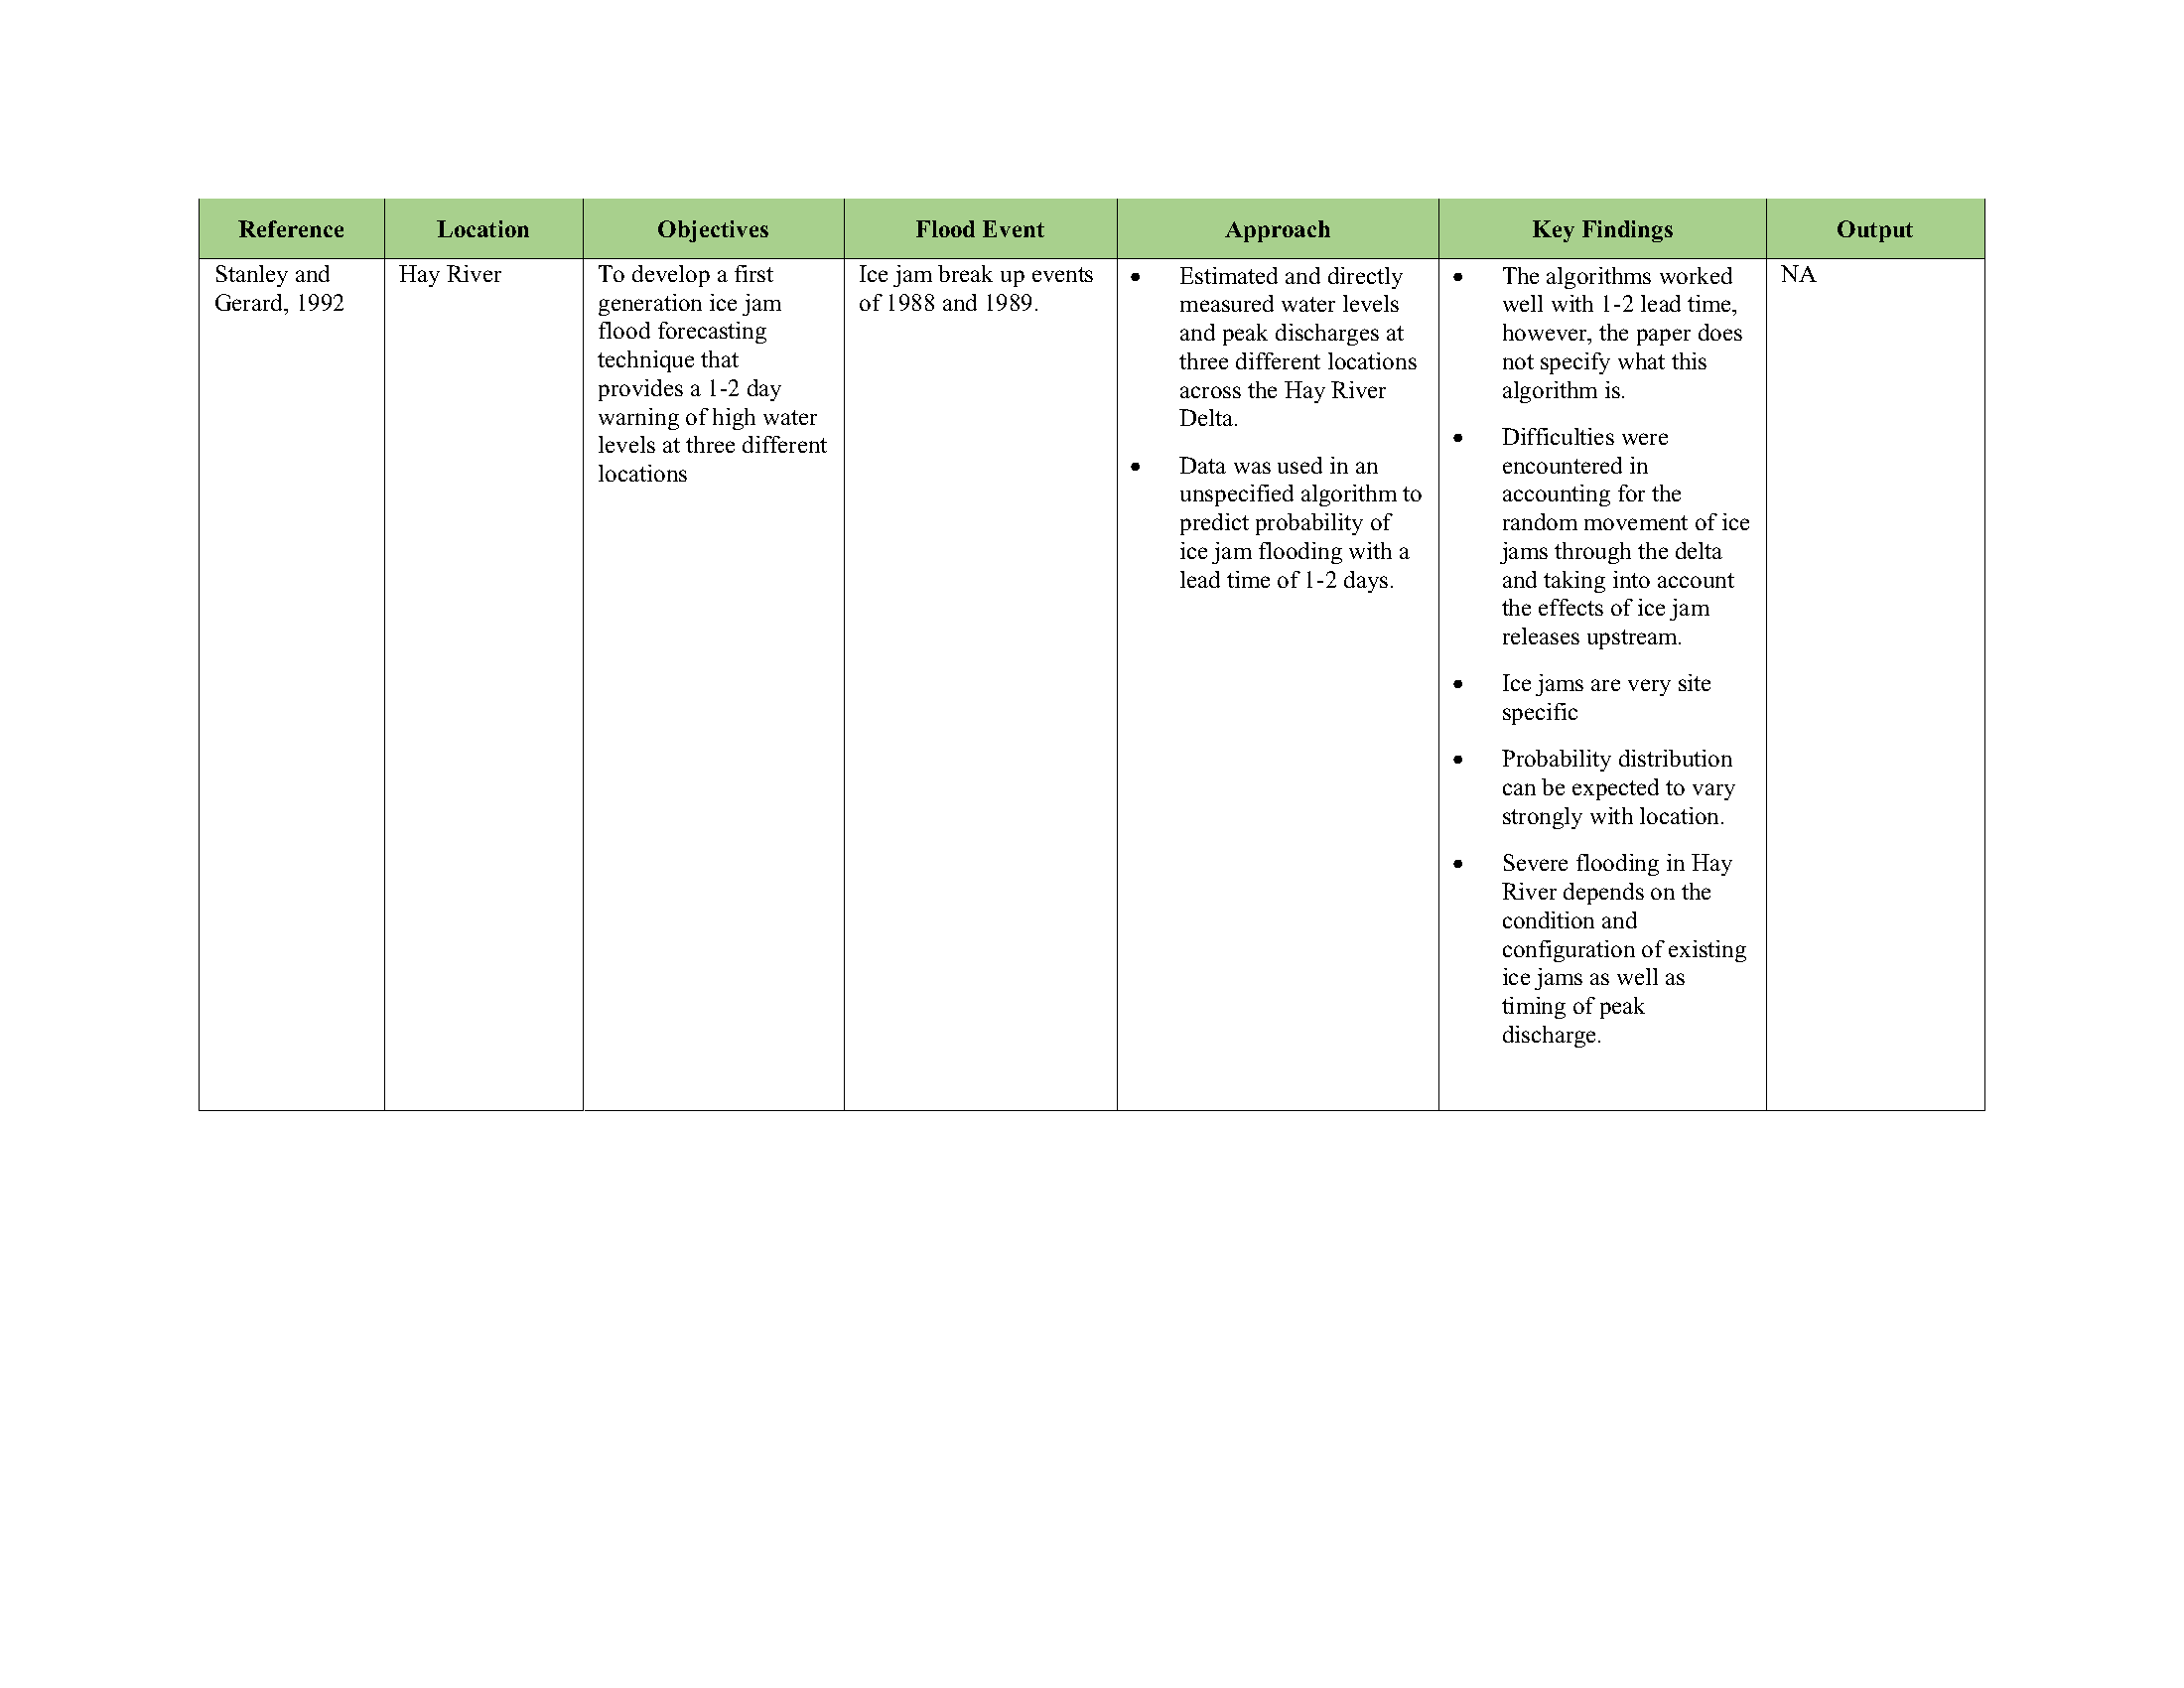 Reference
Location
Objectives
Flood Event
Approach
Key Findings
Output
Stanley and
Gerard, 1992
Hay River
To develop a first
generation ice jam
flood forecasting
technique that
provides a 1-2 day
warning of high water
levels at three different
locations
Ice jam break up events
of 1988 and 1989.
• Estimated and directly
measured water levels
and peak discharges at
three different locations
across the Hay River
Delta.
• Data was used in an
unspecified algorithm to
predict probability of
ice jam flooding with a
lead time of 1-2 days.
• The algorithms worked
well with 1-2 lead time,
however, the paper does
not specify what this
algorithm is.
• Difficulties were
encountered in
accounting for the
random movement of ice
jams through the delta
and taking into account
the effects of ice jam
releases upstream.
• Ice jams are very site
specific
• Probability distribution
can be expected to vary
strongly with location.
• Severe flooding in Hay
River depends on the
condition and
configuration of existing
ice jams as well as
timing of peak
discharge.
NA